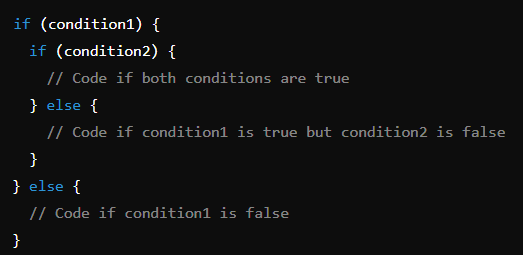 if (condition1) {
  if (condition2) {
    // Code if both conditions are true
  } else {
    // Code if condition1 is true but condition2 is false
  }
} else {
  // Code if condition1 is false
}